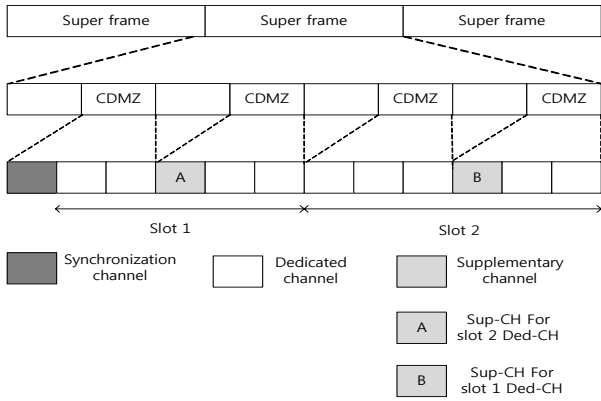 Super frame Super frame Super frame
CDMZ CDMZ CDMZ CDMZ
A B
Slot 1 Slot 2
Synchronization channel
Dedicated channel
Supplementary channel
A Sup-CH For slot 2 Ded-CH
B Sup-CH For slot 1 Ded-CH